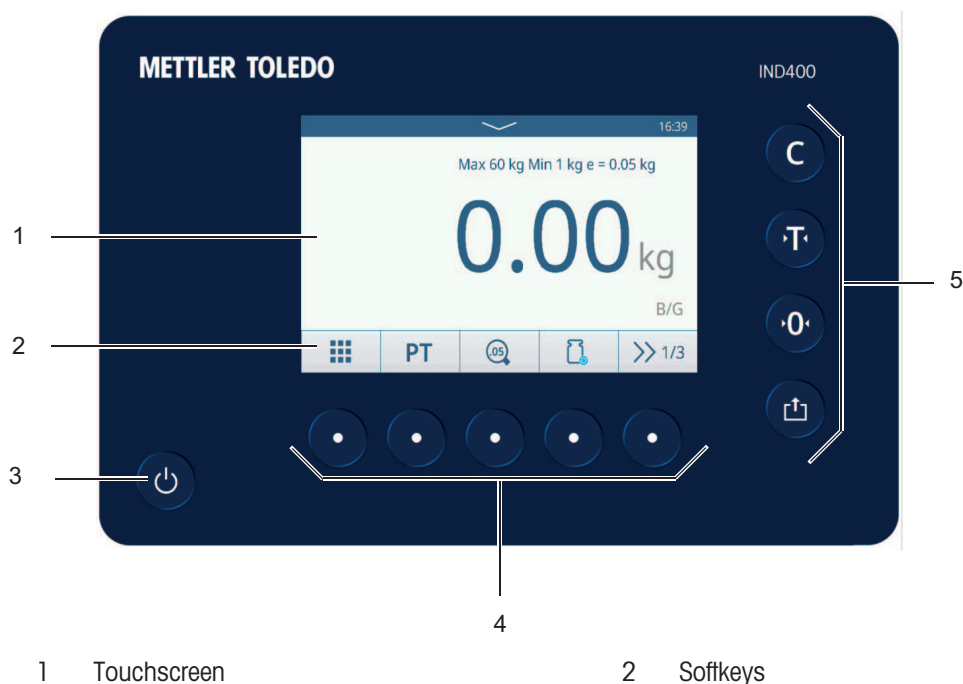 METTLER TOLEDO
IND400
16:39
Max 60 kg Min 1 kg e = 0.05 kg
0.00 kg
B/G
PT
.05
1/3
C
T
0
1
2
3
4
5
1 Touchscreen
2 Softkeys